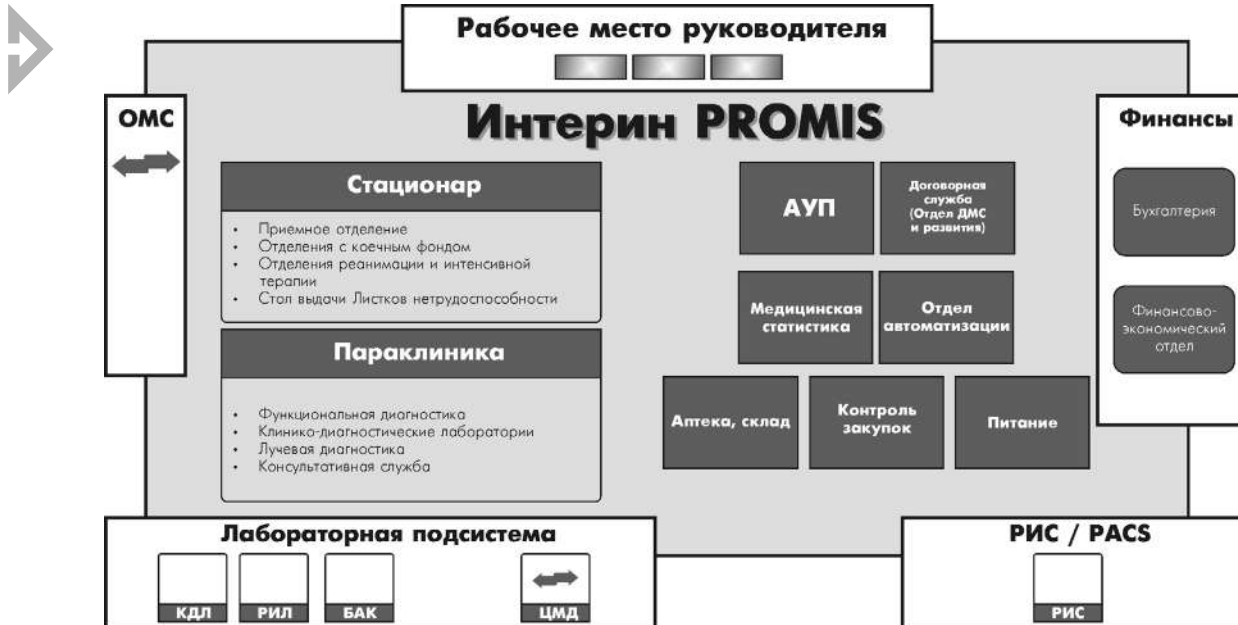 Рабочее место руководителя
Интерин PROMIS
ОМС
Финансы
Бухгалтерия
Финансово-
экономический
отдел
Стационар
• Приемное отделение
• Отделения с коечным фондом
• Отделения реанимации и интенсивной
терапии
• Стол выдачи Листков нетрудоспособности
Параклиника
• Функциональная диагностика
• Клинико-диагностические лаборатории
• Лучевая диагностика
• Консультативная служба
АУП
Договорная
служба
(Отдел ДМС
и развития)
Медицинская
статистика
Отдел
автоматизации
Аптека, склад
Контроль
закупок
Питание
Лабораторная подсистема
КДЛ
РИЛ
БАК
ЦМД
РИС / PACS
РИС